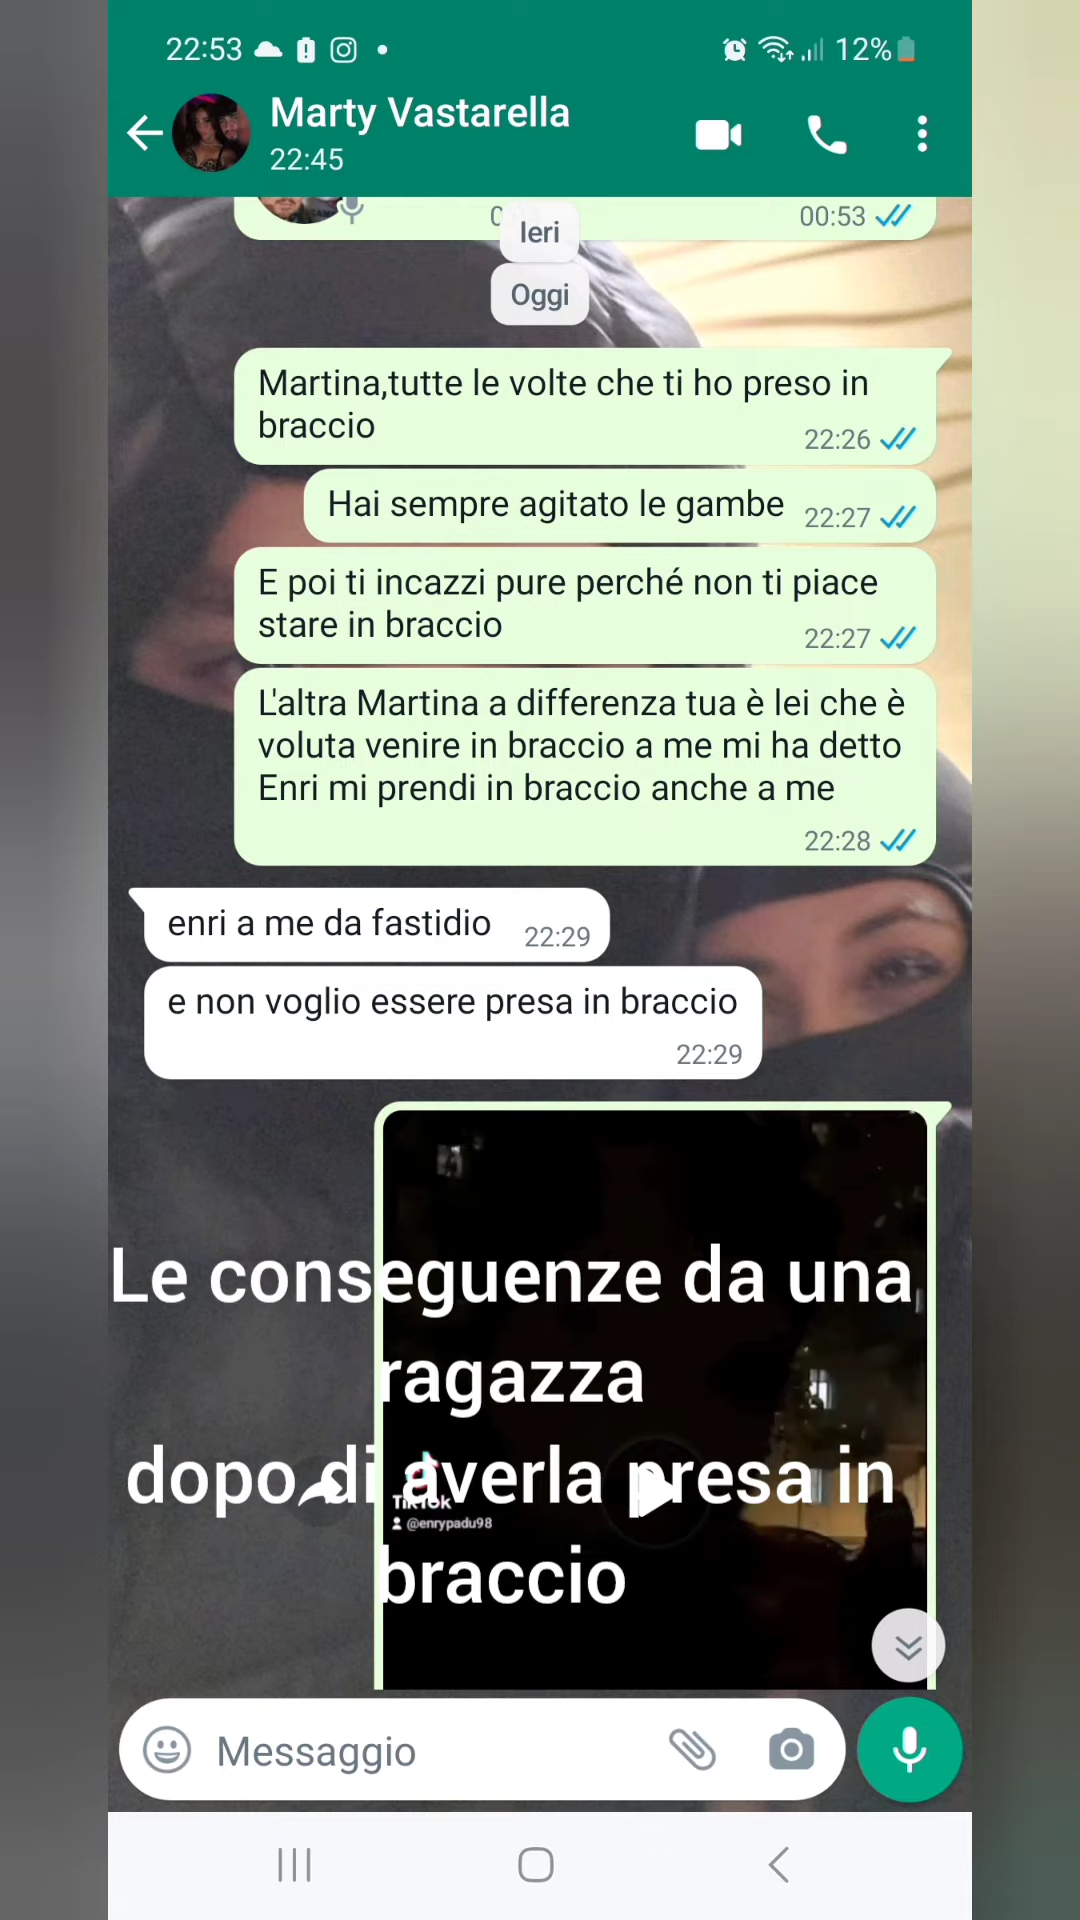 22:53
12%
Marty Vastarella
22:45
00:53
Ieri
Oggi
Martina,tutte le volte che ti ho preso in
braccio
22:26
Hai sempre agitato le gambe
22:27
E poi ti incazzi pure perché non ti piace
stare in braccio
22:27
L'altra Martina a differenza tua è lei che è
voluta venire in braccio a me mi ha detto
Enri mi prendi in braccio anche a me
22:28
enri a me da fastidio
22:29
e non voglio essere presa in braccio
22:29
Le conseguenze da una
ragazza
dopo di averla presa in
braccio
TikTok
@enrypadu98
Messaggio